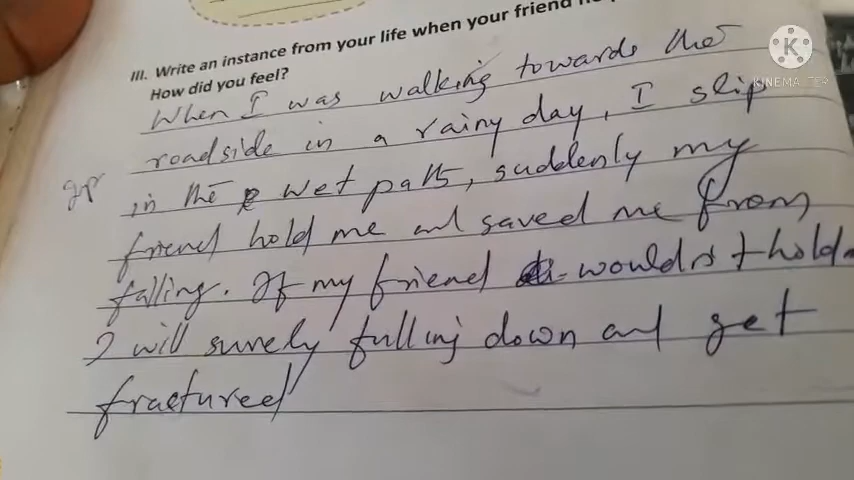 III. Write an instance from your life when your friend
How did you feel?
When I was walking towards the
roadside in a rainy day, I slip
in the wet path, suddenly my
friend hold me and saved me from
falling. If my friend wouldn't hold
I will surely falling down and get
fractured
K
KINEMASTER